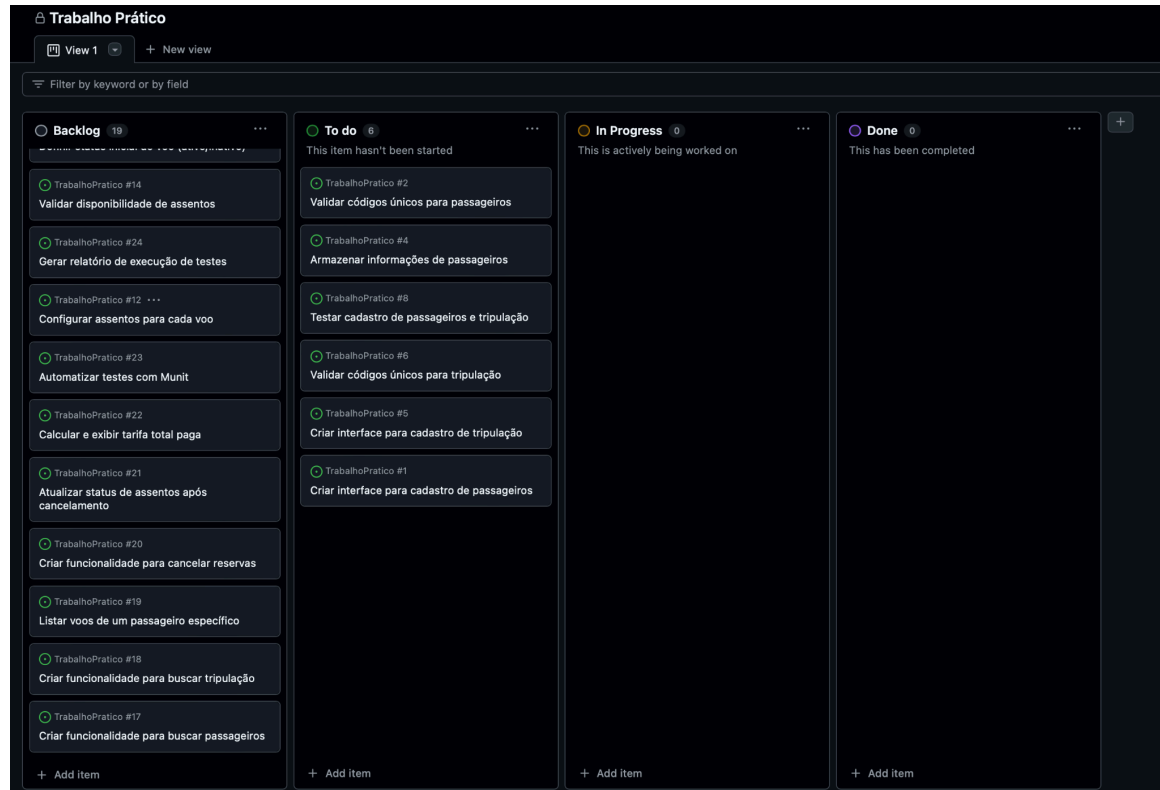 Trabalho Prático
View 1
+ New view
Filter by keyword or by field
Backlog 19 ...
Definir status inicial do voo (ativo/inativo)
TrabalhoPratico #14
Validar disponibilidade de assentos
TrabalhoPratico #24
Gerar relatório de execução de testes
TrabalhoPratico #12 ...
Configurar assentos para cada voo
TrabalhoPratico #23
Automatizar testes com Munit
TrabalhoPratico #22
Calcular e exibir tarifa total paga
TrabalhoPratico #21
Atualizar status de assentos após
cancelamento
TrabalhoPratico #20
Criar funcionalidade para cancelar reservas
TrabalhoPratico #19
Listar voos de um passageiro específico
TrabalhoPratico #18
Criar funcionalidade para buscar tripulação
TrabalhoPratico #17
Criar funcionalidade para buscar passageiros
+ Add item
To do 6 ...
This item hasn't been started
TrabalhoPratico #2
Validar códigos únicos para passageiros
TrabalhoPratico #4
Armazenar informações de passageiros
TrabalhoPratico #8
Testar cadastro de passageiros e tripulação
TrabalhoPratico #6
Validar códigos únicos para tripulação
TrabalhoPratico #5
Criar interface para cadastro de tripulação
TrabalhoPratico #1
Criar interface para cadastro de passageiros
+ Add item
In Progress 0 ...
This is actively being worked on
+ Add item
Done 0 ...
This has been completed
+ Add item
+